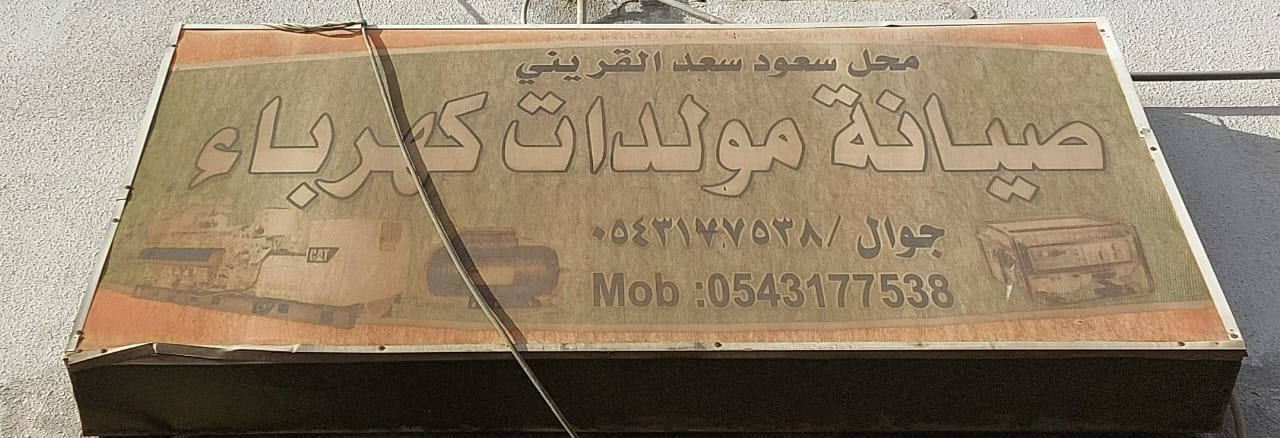 محل سعود سعد القريني
صيانة مولدات كهرباء
جوال / ٠٥٤٣١٧٧٥٣٨
Mob :0543177538
CAT